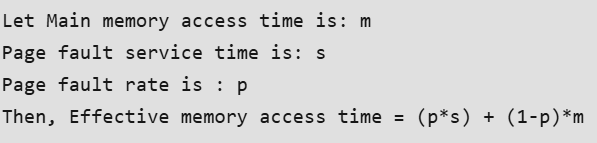 Let Main memory access time is: m
Page fault service time is: s
Page fault rate is : p
Then, Effective memory access time = (p*s) + (1-p)*m